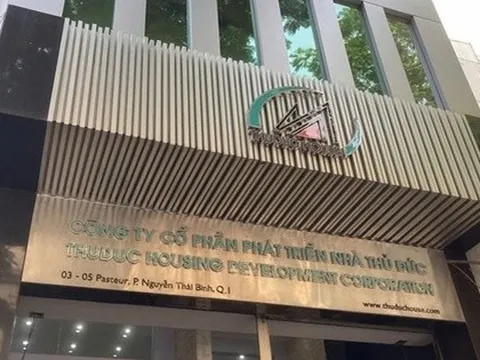 THUDUC HOUSE
CÔNG TY CỔ PHẦN PHÁT TRIỂN NHÀ THỦ ĐỨC
THUDUC HOUSING DEVELOPMENT CORPORATION
03 - 05 Pasteur, P. Nguyễn Thái Bình, Q.1
www.thuduchouse.com